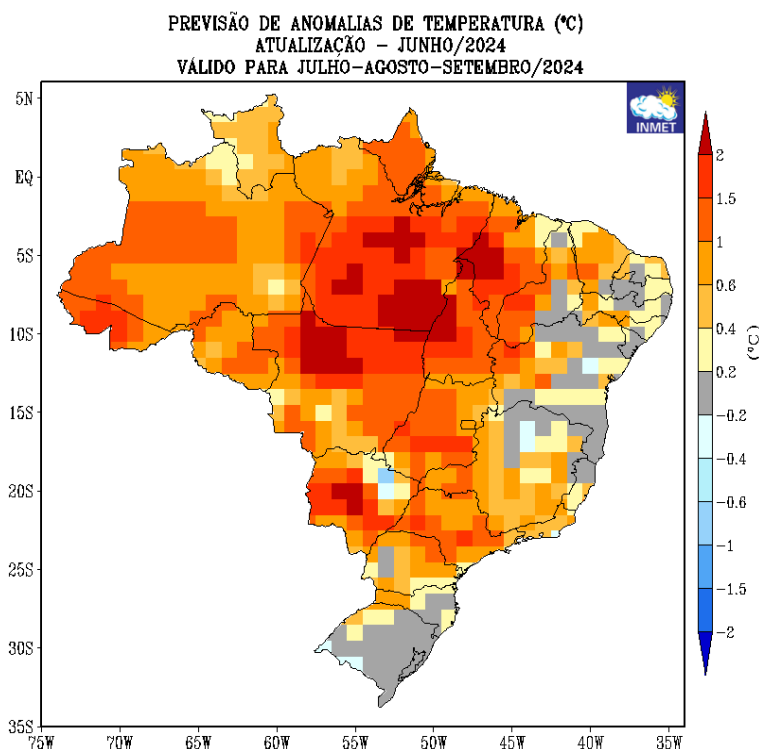 PREVISÃO DE ANOMALIAS DE TEMPERATURA (°C)
ATUALIZAÇÃO - JUNHO/2024
VÁLIDO PARA JULHO-AGOSTO-SETEMBRO/2024
INMET
5N
EQ
5S
10S
15S
20S
25S
30S
35S
75W 70W 65W 60W 55W 50W 45W 40W 35W
2
1.5
1
0.6
0.4
0.2
-0.2
-0.4
-0.6
-1
-1.5
-2
(°C)